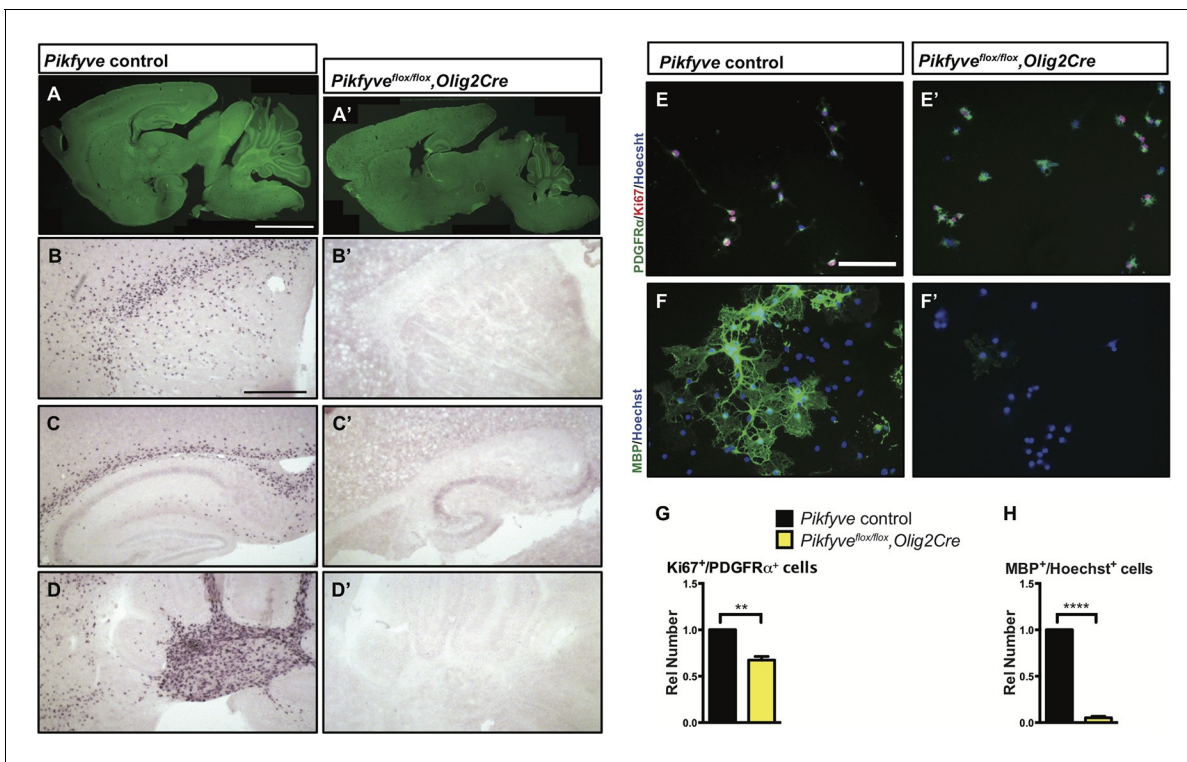 Pikfyve control
Pikfyveflox/flox,Olig2Cre
A
A'
B
B'
C
C'
D
D'
Pikfyve control
Pikfyveflox/flox,Olig2Cre
PDGFRα/Ki67/Hoecsht
E
E'
MBP/Hoechst
F
F'
G
Pikfyve control
Pikfyveflox/flox,Olig2Cre
Ki67+/PDGFRα+ cells
Rel Number
1.5
1.0
0.5
0.0
**
H
MBP+/Hoechst+ cells
Rel Number
1.5
1.0
0.5
0.0
****